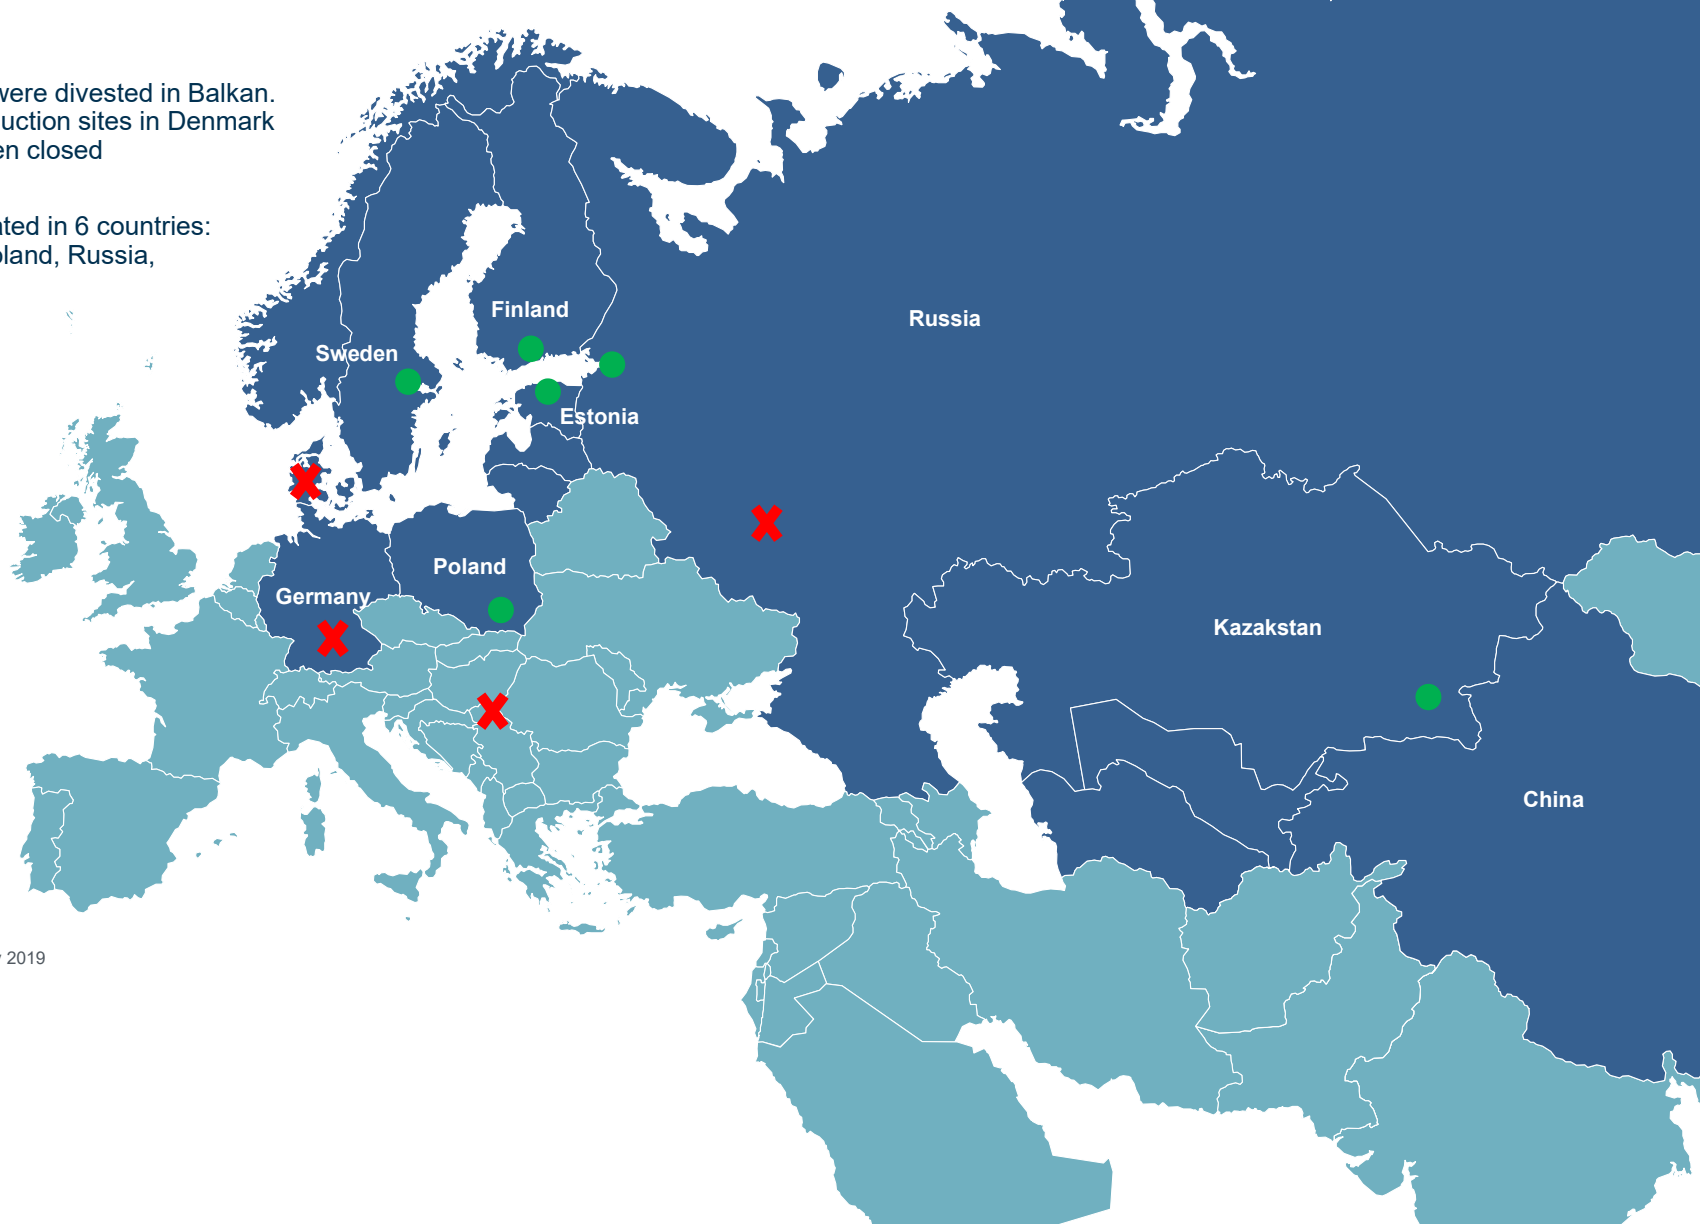 were divested in Balkan.
uction sites in Denmark
en closed
ated in 6 countries:
oland, Russia,
Finland
Russia
Sweden
Estonia
Poland
Germany
Kazakstan
China
2019